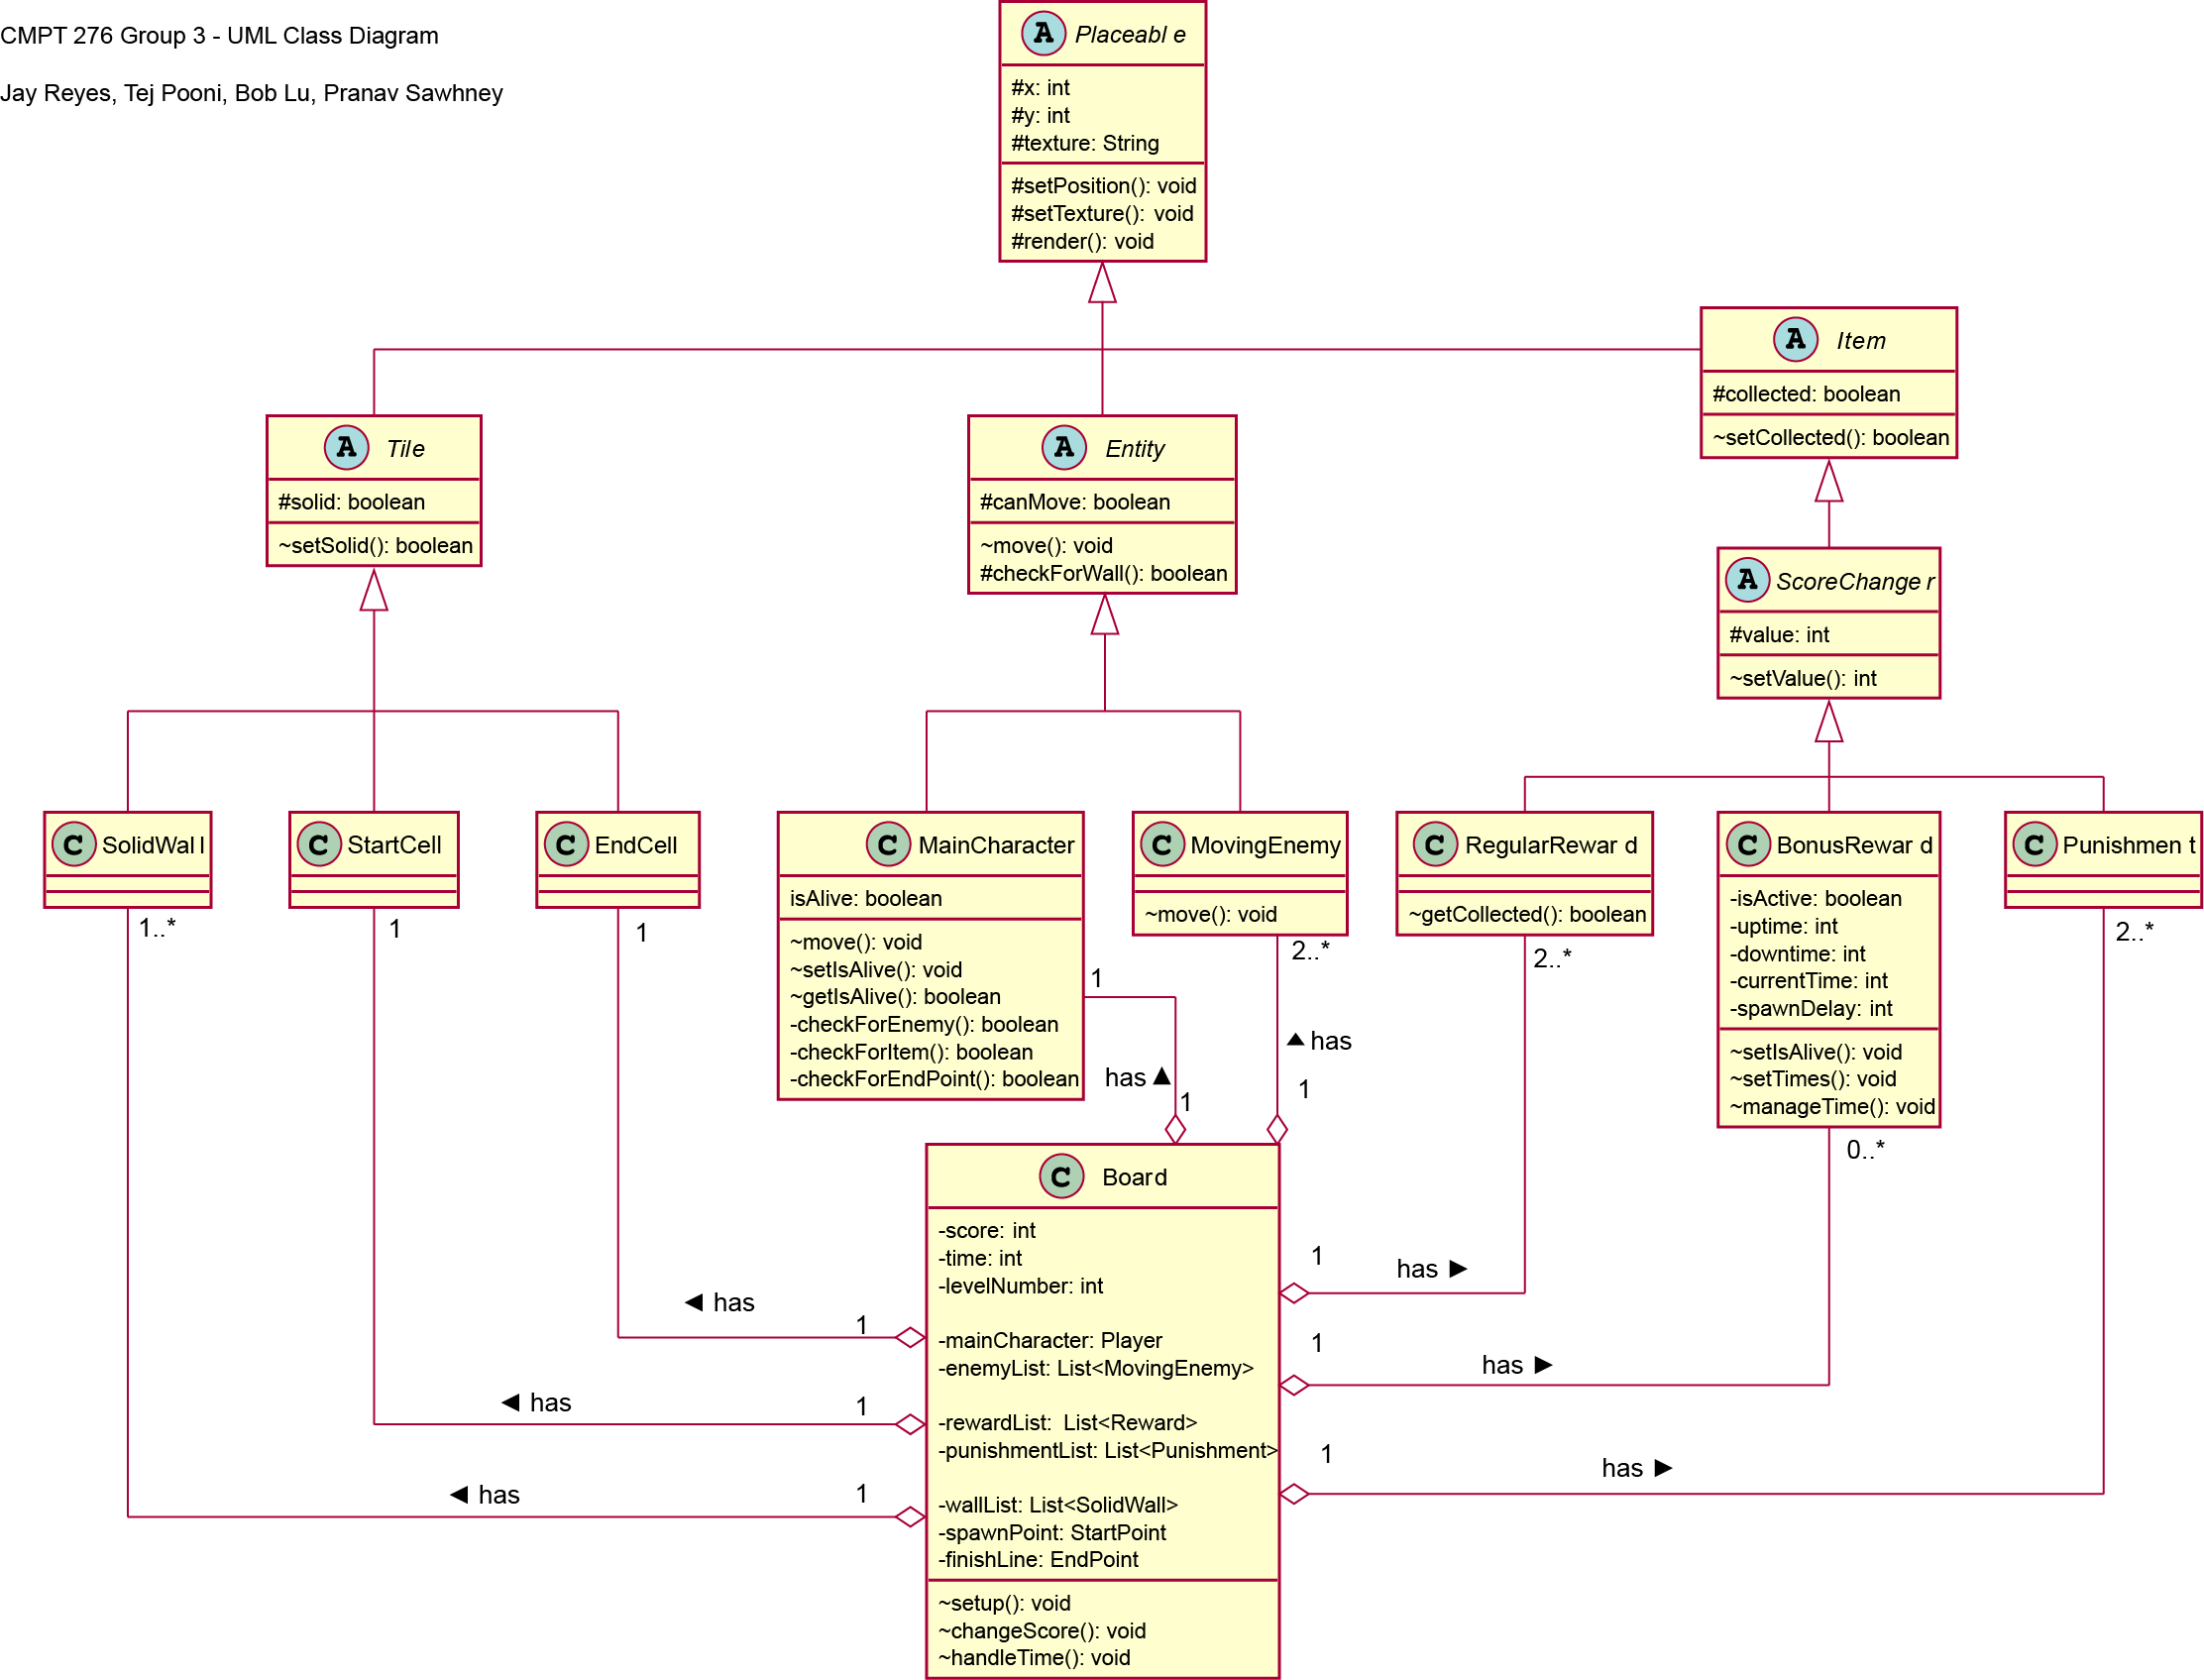 CMPT 276 Group 3 - UML Class Diagram
Jay Reyes, Tej Pooni, Bob Lu, Pranav Sawhney
A Placeable
#x: int
#y: int
#texture: String
#setPosition(): void
#setTexture(): void
#render(): void
A Item
#collected: boolean
~setCollected(): boolean
A Tile
#solid: boolean
~setSolid(): boolean
A Entity
#canMove: boolean
~move(): void
#checkForWall(): boolean
A ScoreChanger
#value: int
~setValue(): int
C SolidWall
1..*
C StartCell
1
C EndCell
1
C MainCharacter
isAlive: boolean
~move(): void
~setIsAlive(): void
~getIsAlive(): boolean
-checkForEnemy(): boolean
-checkForItem(): boolean
-checkForEndPoint(): boolean
1
has ▲
1
C MovingEnemy
~move(): void
2..*
▲ has
1
C RegularReward
~getCollected(): boolean
2..*
C BonusReward
-isActive: boolean
-uptime: int
-downtime: int
-currentTime: int
-spawnDelay: int
~setIsAlive(): void
~setTimes(): void
~manageTime(): void
0..*
C Punishment
2..*
C Board
-score: int
-time: int
-levelNumber: int
-mainCharacter: Player
-enemyList: List<MovingEnemy>
-rewardList: List<Reward>
-punishmentList: List<Punishment>
-wallList: List<SolidWall>
-spawnPoint: StartPoint
-finishLine: EndPoint
~setup(): void
~changeScore(): void
~handleTime(): void
◄ has
1
◄ has
1
◄ has
1
1
has ►
1
has ►
1
has ►